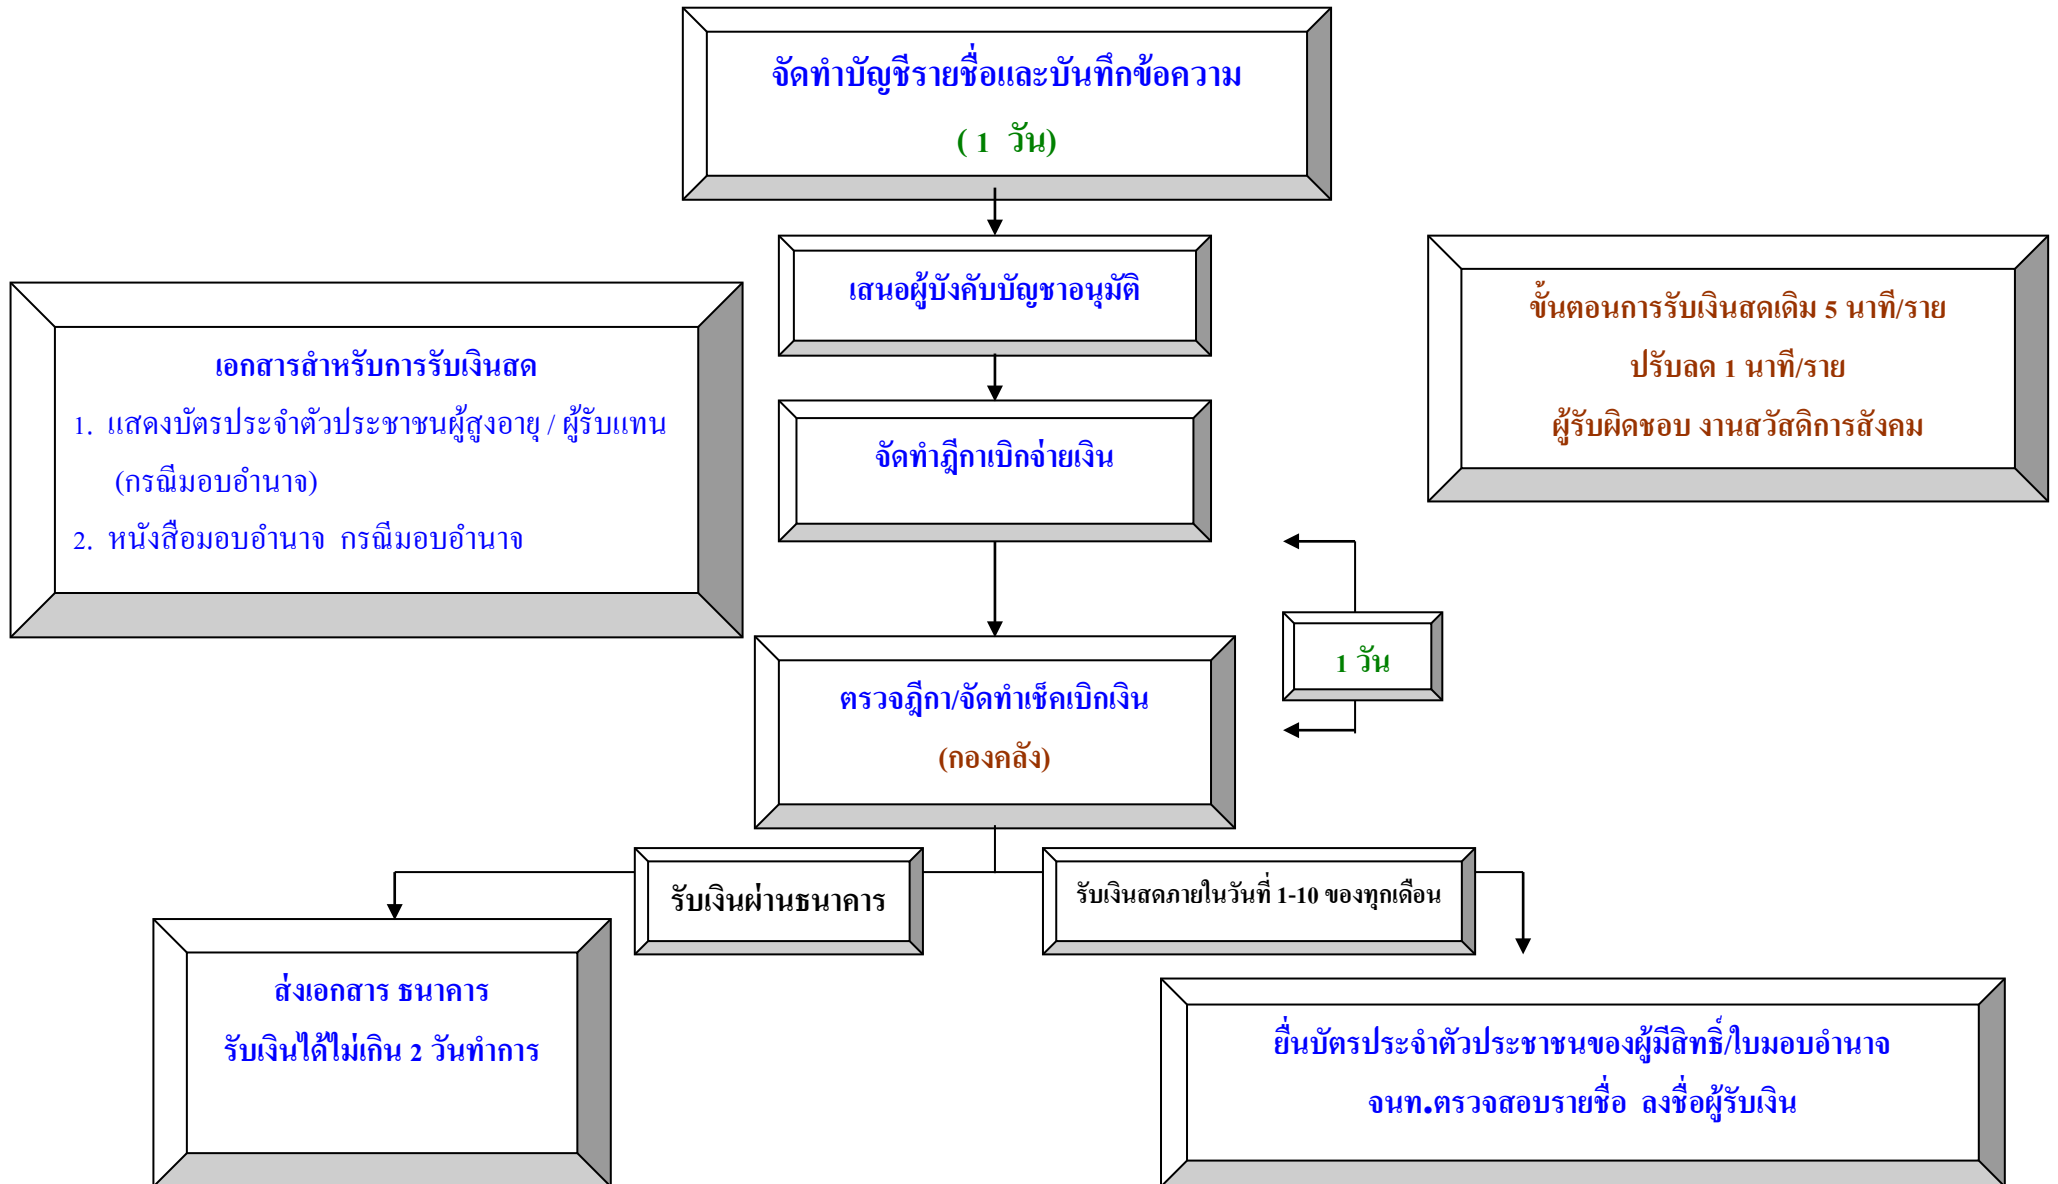 จัดทำบัญชีรายชื่อและบันทึกข้อความ
( 1 วัน)
เสนอผู้บังคับบัญชาอนุมัติ
ขั้นตอนการรับเงินสดเดิม 5 นาที/ราย
ปรับลด 1 นาที/ราย
ผู้รับผิดชอบ งานสวัสดิการสังคม
เอกสารสำหรับการรับเงินสด
1. แสดงบัตรประจำตัวประชาชนผู้สูงอายุ / ผู้รับแทน
(กรณีมอบอำนาจ)
2. หนังสือมอบอำนาจ กรณีมอบอำนาจ
จัดทำฎีกาเบิกจ่ายเงิน
1 วัน
ตรวจฎีกา/จัดทำเช็คเบิกเงิน
(กองคลัง)
รับเงินผ่านธนาคาร
รับเงินสดภายในวันที่ 1-10 ของทุกเดือน
ส่งเอกสาร ธนาคาร
รับเงินได้ไม่เกิน 2 วันทำการ
ยื่นบัตรประจำตัวประชาชนของผู้มีสิทธิ์/ใบมอบอำนาจ
จนท.ตรวจสอบรายชื่อ ลงชื่อผู้รับเงิน